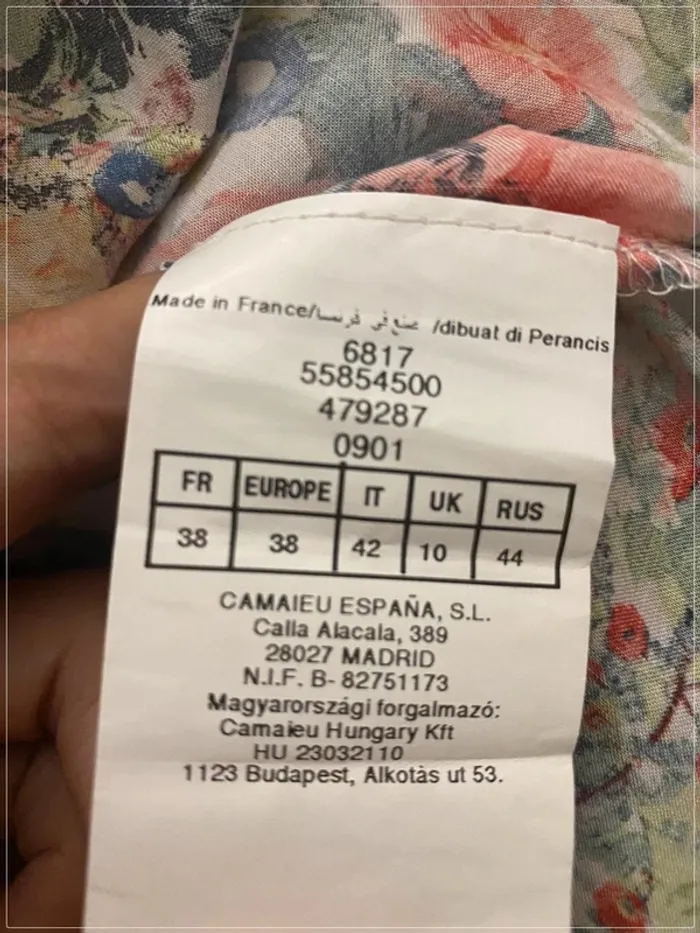 Made in France/صنع في فرنسا /dibuat di Perancis
6817
55854500
479287
0901
FR EUROPE IT UK RUS
38 38 42 10 44
CAMAIEU ESPAÑA, S.L.
Calla Alacala, 389
28027 MADRID
N.I.F. B- 82751173
Magyarországi forgalmazó:
Camaieu Hungary Kft
HU 23032110
1123 Budapest, Alkotàs ut 53.